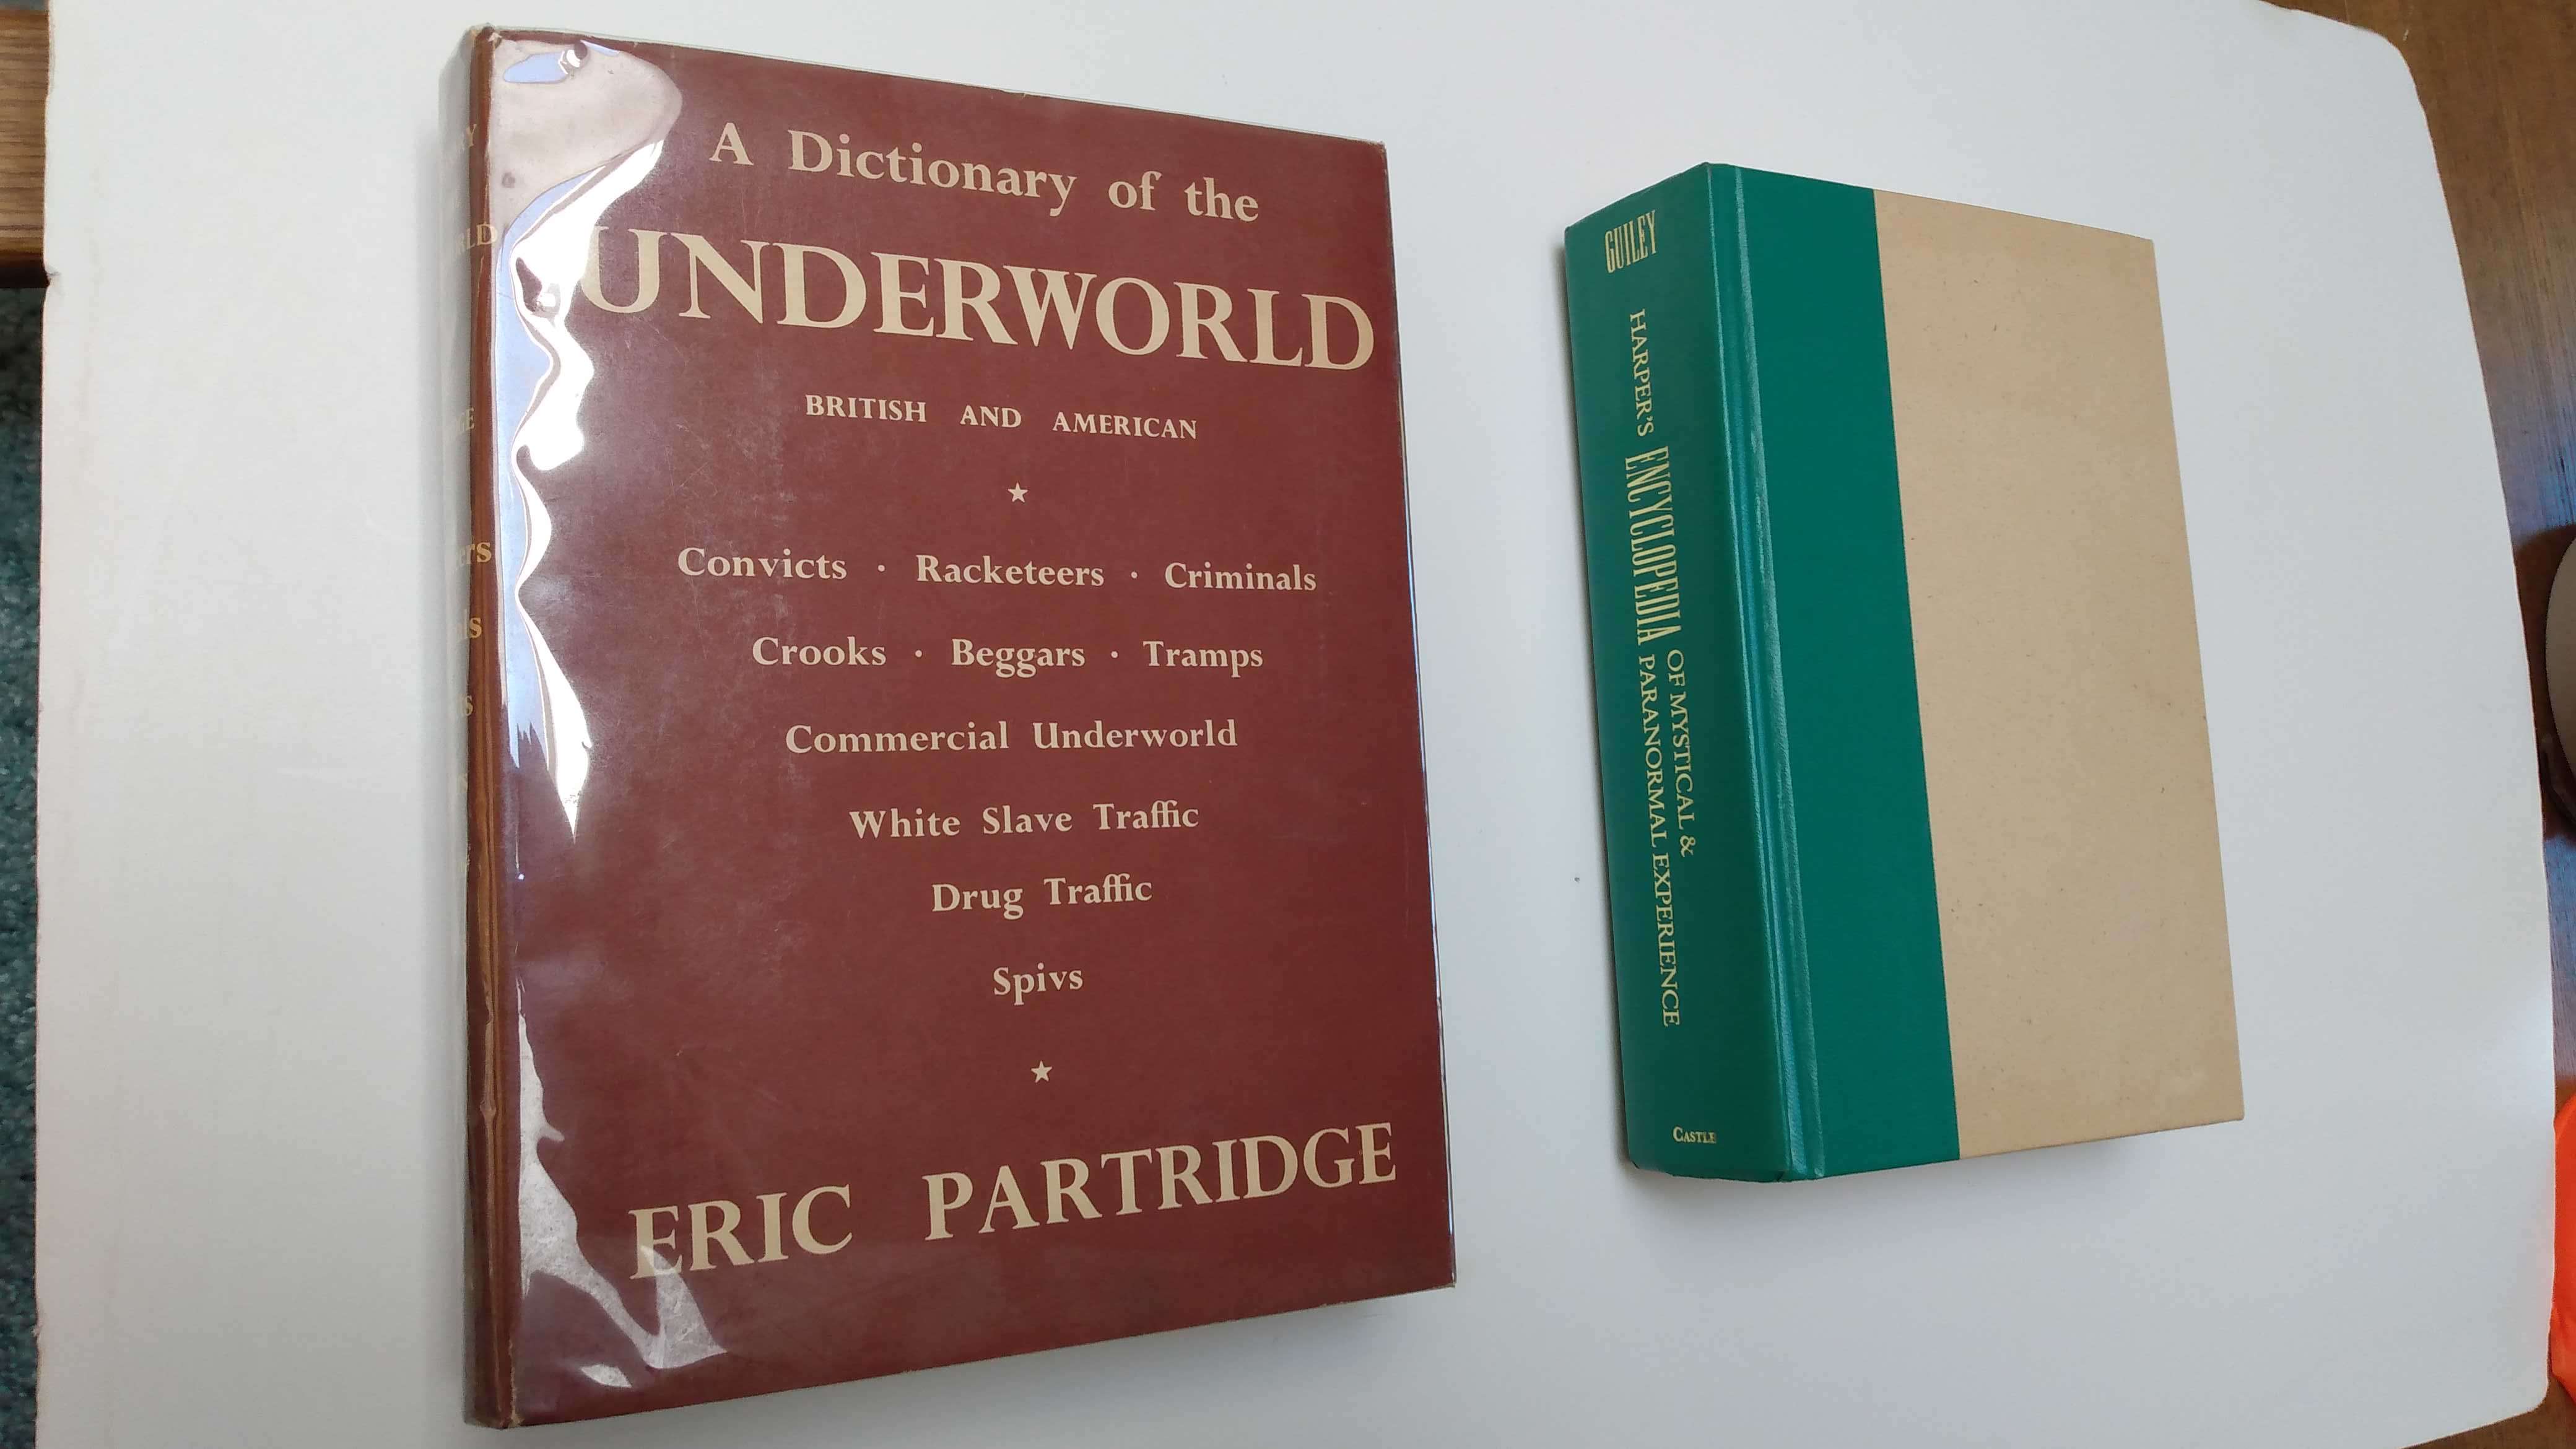 A Dictionary of the
UNDERWORLD
BRITISH AND AMERICAN
Convicts · Racketeers · Criminals
Crooks · Beggars · Tramps
Commercial Underworld
White Slave Traffic
Drug Traffic
Spivs
ERIC PARTRIDGE
GUILEY
HARPER'S ENCYCLOPEDIA OF MYSTICAL &
PARANORMAL EXPERIENCE
CASTLE